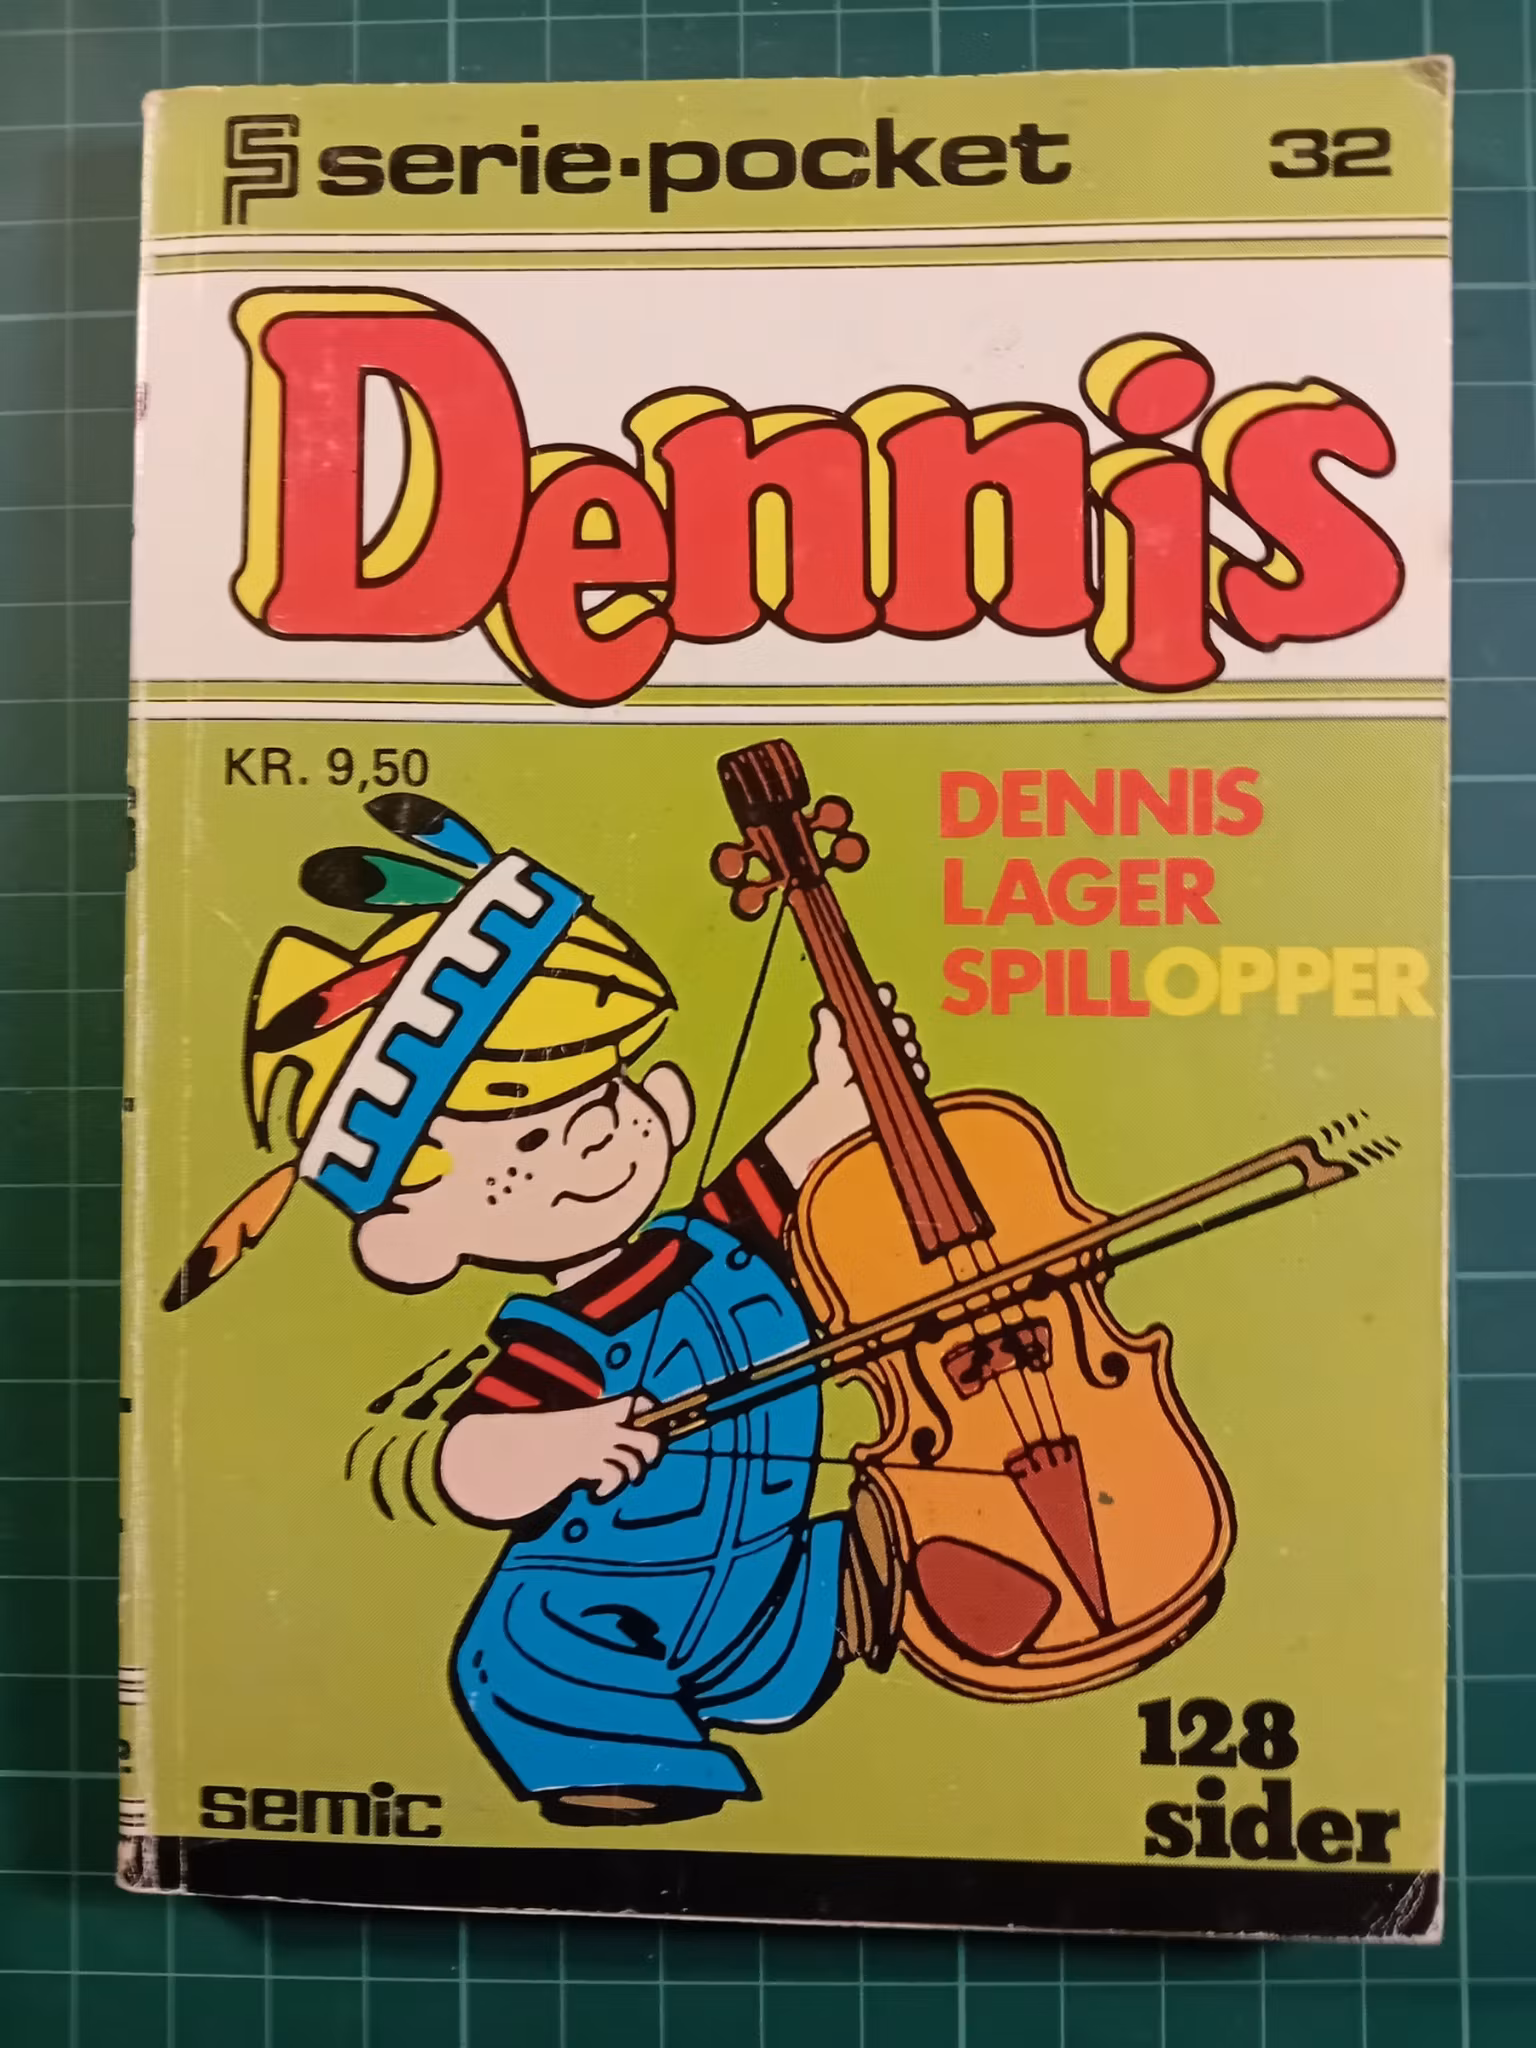 serie·pocket 32
Dennis
KR. 9,50
DENNIS
LAGER
SPILLOPPER
128
sider
semic